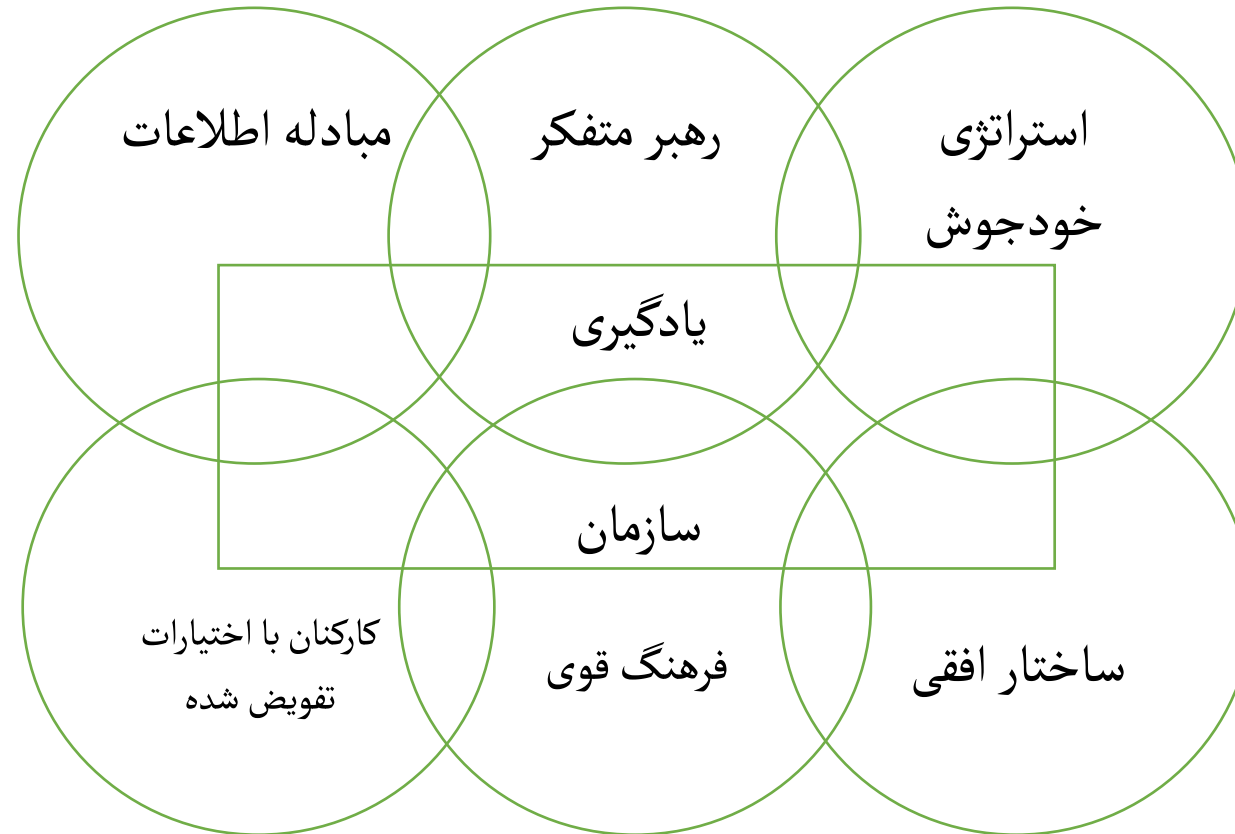 استراتژی
خودجوش
رهبر متفکر
مبادله اطلاعات
یادگیری
سازمان
ساختار افقی
فرهنگ قوی
کارکنان با اختیارات
تفویض شده